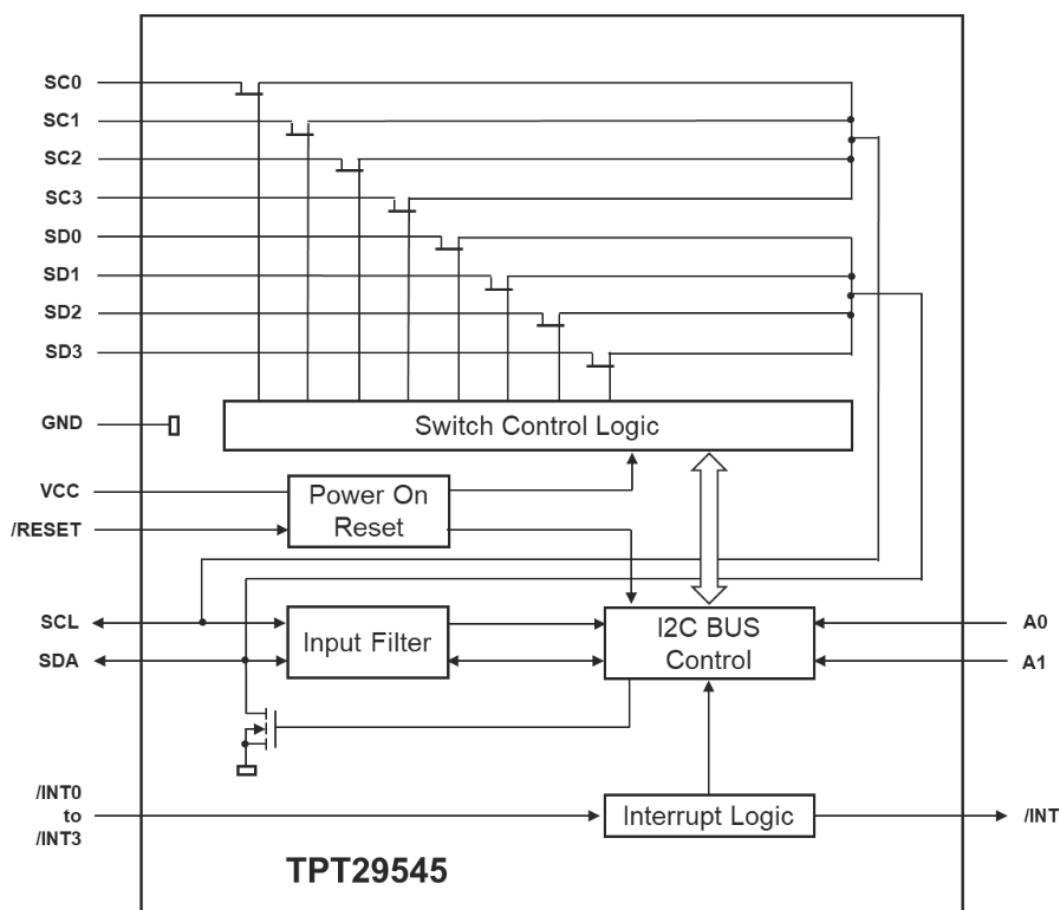 SC0
SC1
SC2
SC3
SD0
SD1
SD2
SD3
GND
Switch Control Logic
VCC
Power On
Reset
/RESET
SCL
Input Filter
I2C BUS
Control
A0
SDA
A1
/INT0
to
/INT3
Interrupt Logic
/INT
TPT29545